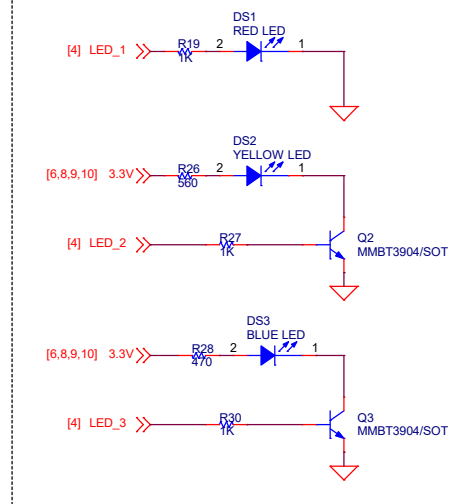 DS1
RED LED
[4] LED_1 R19 2 1
1K
DS2
YELLOW LED
[6,8,9,10] 3.3V R26 2 1
560
[4] LED_2 R27 Q2
1K MMBT3904/SOT
DS3
BLUE LED
[6,8,9,10] 3.3V R28 2 1
470
[4] LED_3 R30 Q3
1K MMBT3904/SOT